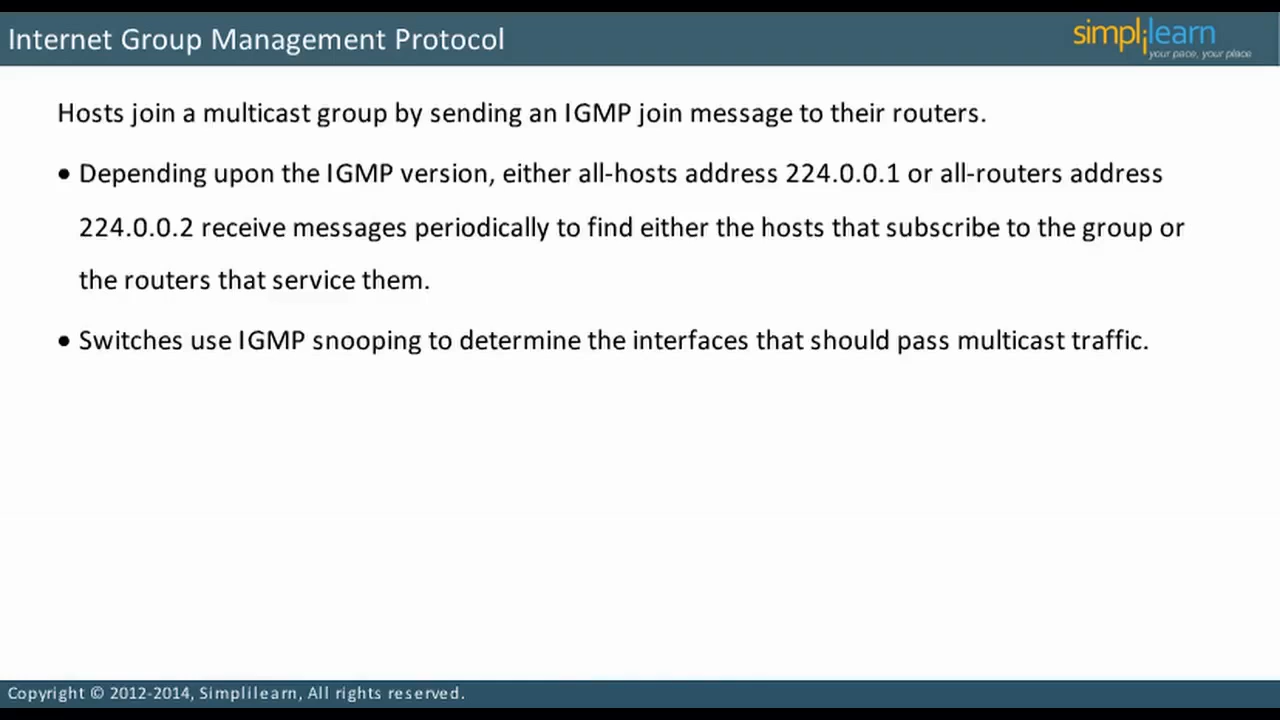 Internet Group Management Protocol
simplilearn
your pace, your place
Hosts join a multicast group by sending an IGMP join message to their routers.
• Depending upon the IGMP version, either all-hosts address 224.0.0.1 or all-routers address
224.0.0.2 receive messages periodically to find either the hosts that subscribe to the group or
the routers that service them.
• Switches use IGMP snooping to determine the interfaces that should pass multicast traffic.
Copyright © 2012-2014, Simplilearn, All rights reserved.